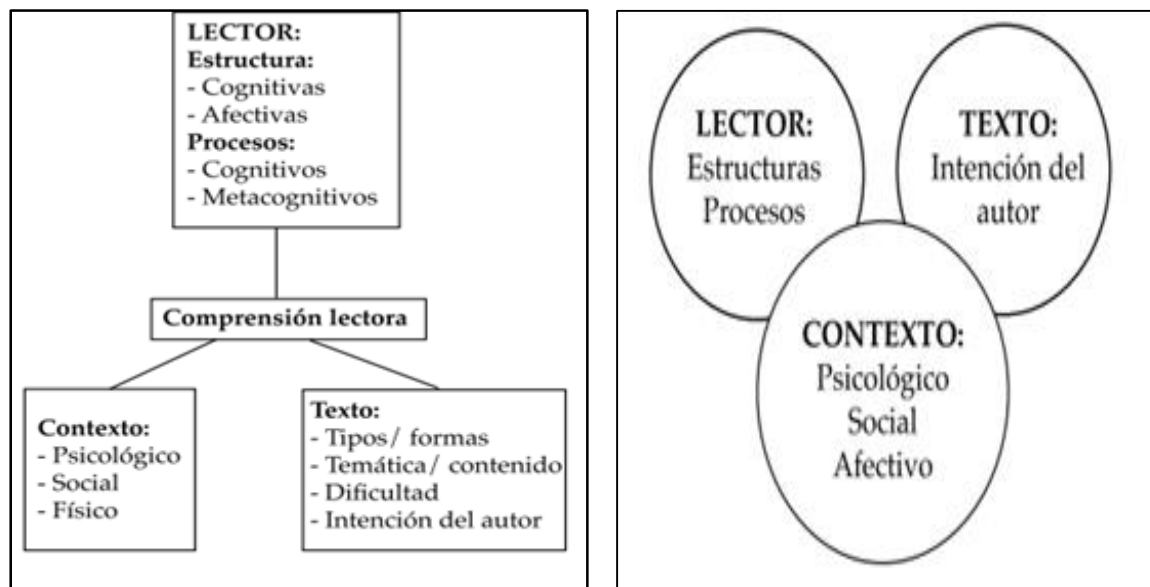 LECTOR:
Estructura:
- Cognitivas
- Afectivas
Procesos:
- Cognitivos
- Metacognitivos
Comprensión lectora
Contexto:
- Psicológico
- Social
- Físico
Texto:
- Tipos/ formas
- Temática/ contenido
- Dificultad
- Intención del autor
LECTOR:
Estructuras
Procesos
TEXTO:
Intención del
autor
CONTEXTO:
Psicológico
Social
Afectivo